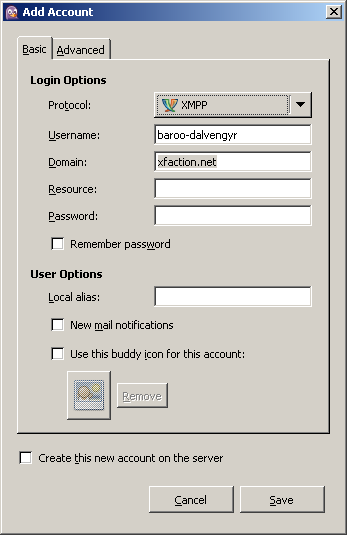 Add Account
Basic Advanced
Login Options
Protocol: XMPP
Username: baroo-dalvengyr
Domain: xfaction.net
Resource:
Password:
Remember password
User Options
Local alias:
New mail notifications
Use this buddy icon for this account:
Remove
Create this new account on the server
Cancel Save